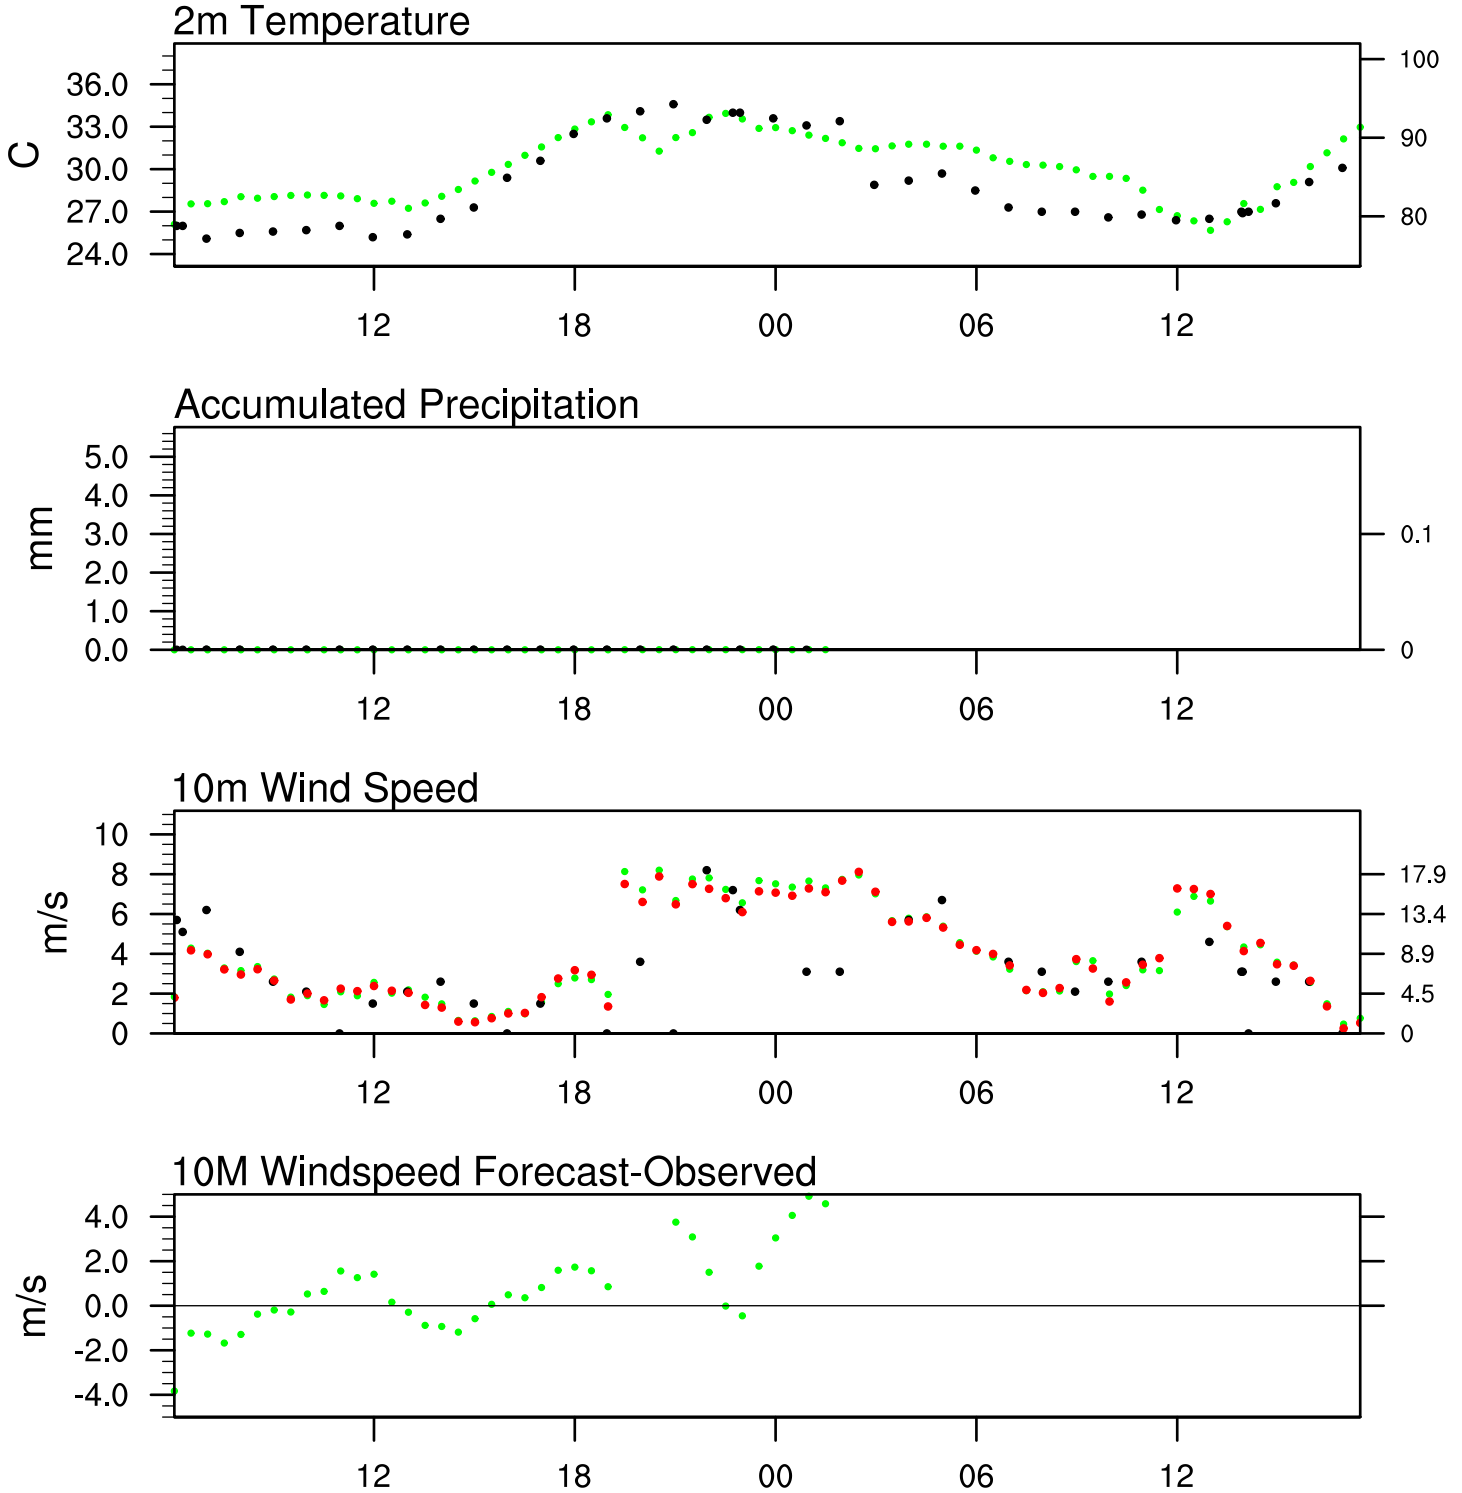 2m Temperature
36.0
33.0
30.0
27.0
24.0
C
100
90
80
12 18 00 06 12
Accumulated Precipitation
5.0
4.0
3.0
2.0
1.0
0.0
mm
0.1
0
12 18 00 06 12
10m Wind Speed
10
8
6
4
2
0
m/s
17.9
13.4
8.9
4.5
0
12 18 00 06 12
10M Windspeed Forecast-Observed
4.0
2.0
0.0
-2.0
-4.0
m/s
12 18 00 06 12